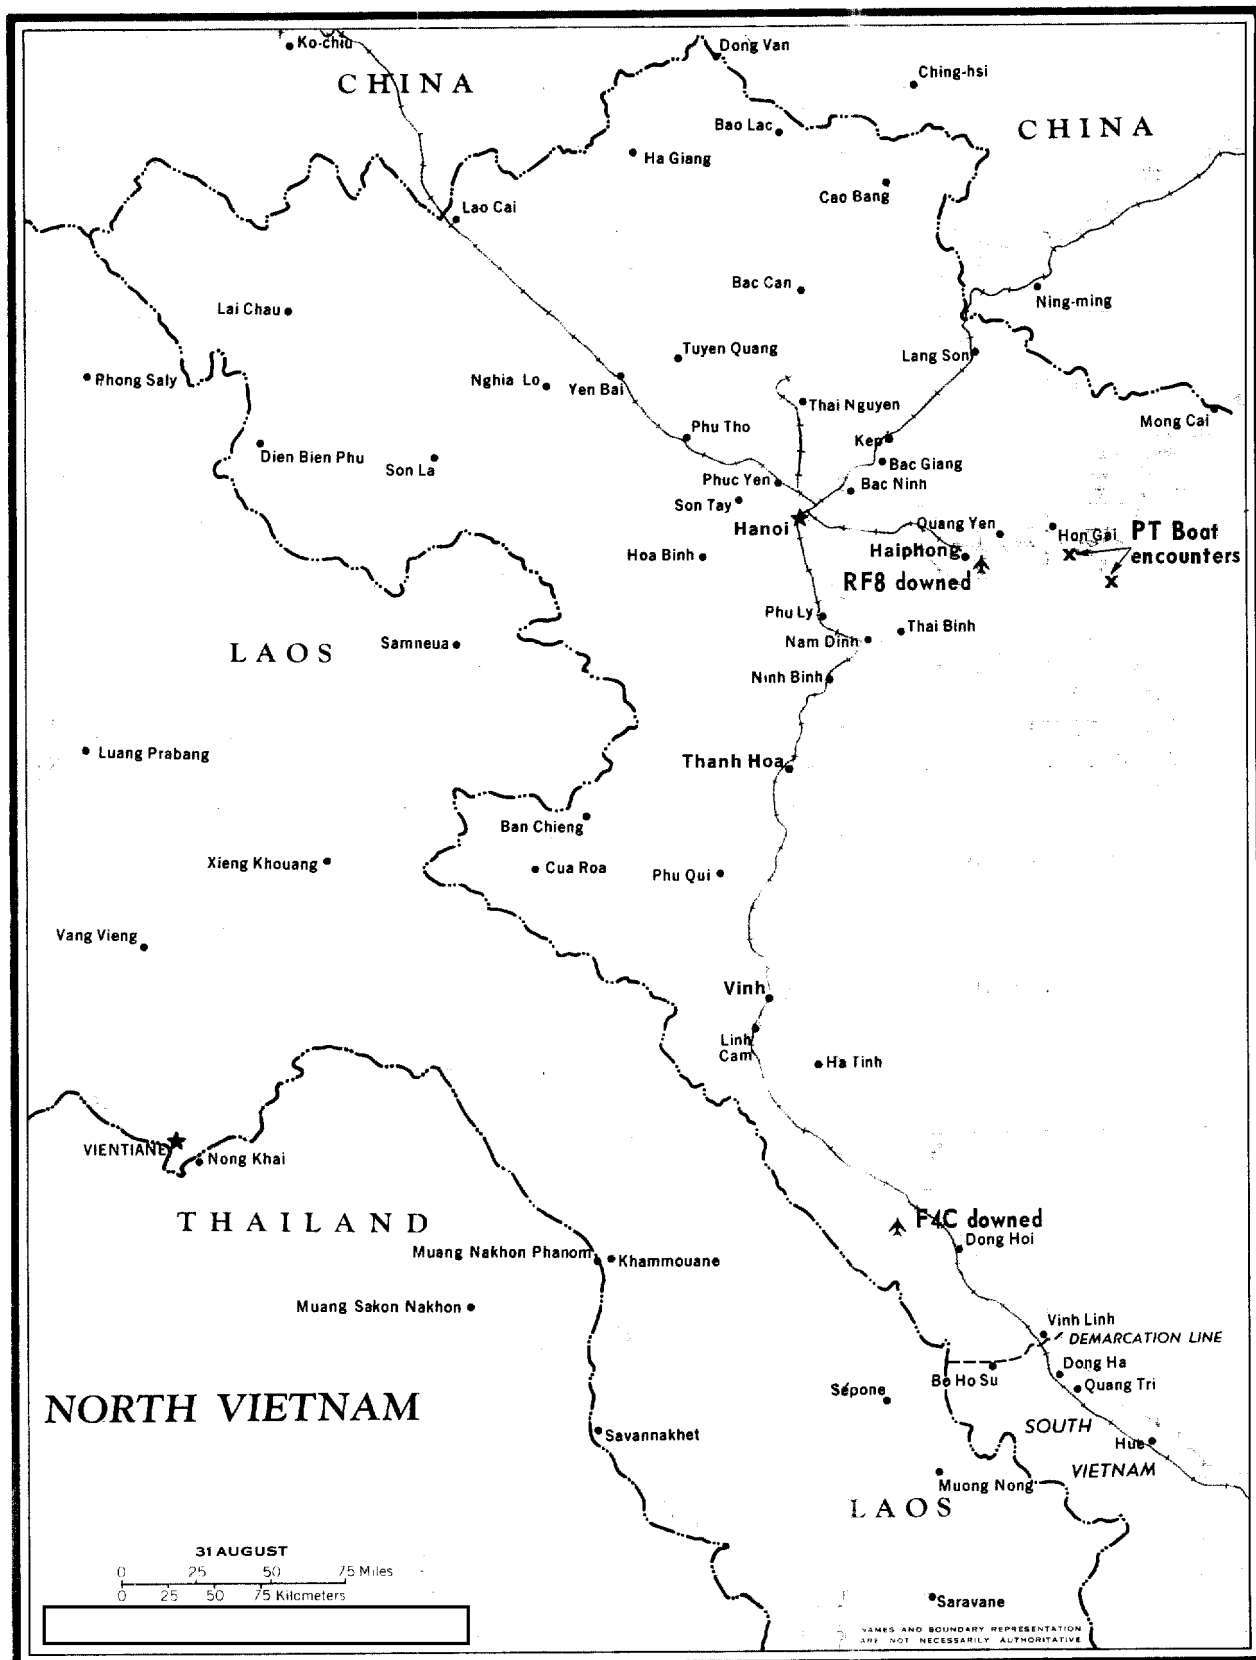 Ko-chiu
CHINA
Dong Van
Ching-hsi
Bao Lac
CHINA
Ha Giang
Cao Bang
Lao Cai
Bac Can
Ning-ming
Lai Chau
Tuyen Quang
Lang Son
Phong Saly
Nghia Lo
Yen Bai
Thai Nguyen
Mong Cai
Phu Tho
Kep
Dien Bien Phu
Son La
Bac Giang
Phuc Yen
Bac Ninh
Son Tay
Hanoi
Quang Yen
Hon Gai
PT Boat
encounters
Hoa Binh
Haiphong
RF8 downed
Phu Ly
Thai Binh
Nam Dinh
LAOS
Samneua
Ninh Binh
Luang Prabang
Thanh Hoa
Ban Chieng
Xieng Khouang
Cua Roa
Phu Qui
Vang Vieng
Vinh
Linh
Cam
Ha Tinh
VIENTIANE
Nong Khai
THAILAND
F4C downed
Dong Hoi
Muang Nakhon Phanom
Khammouane
Muang Sakon Nakhon
Vinh Linh
DEMARCATION LINE
Dong Ha
Bo Ho Su
Quang Tri
Sépone
NORTH VIETNAM
SOUTH
VIETNAM
Savannakhet
Hue
Muong Nong
LAOS
31 AUGUST
0 25 50 75 Miles
0 25 50 75 Kilometers
Saravane
NAMES AND BOUNDARY REPRESENTATION
ARE NOT NECESSARILY AUTHORITATIVE